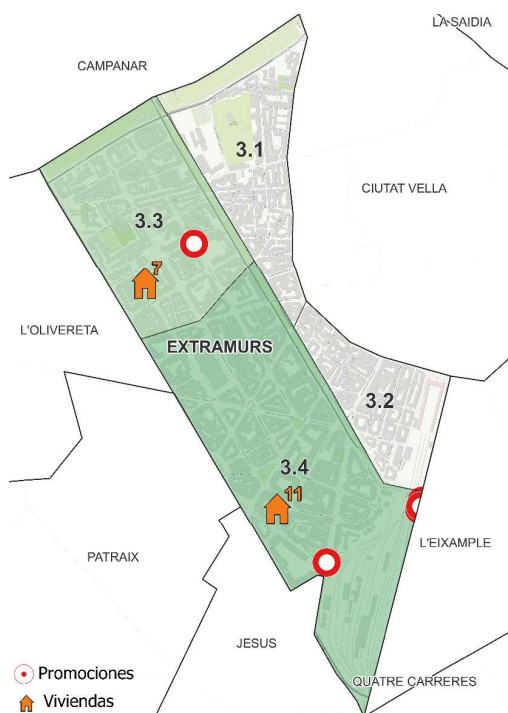 LA SAIDIA
CAMPANAR
3.1
CIUTAT VELLA
3.3
7
L'OLIVERETA
EXTRAMURS
3.2
3.4
11
L'EIXAMPLE
PATRAIX
JESUS
QUATRE CARRERES
Promociones
Viviendas